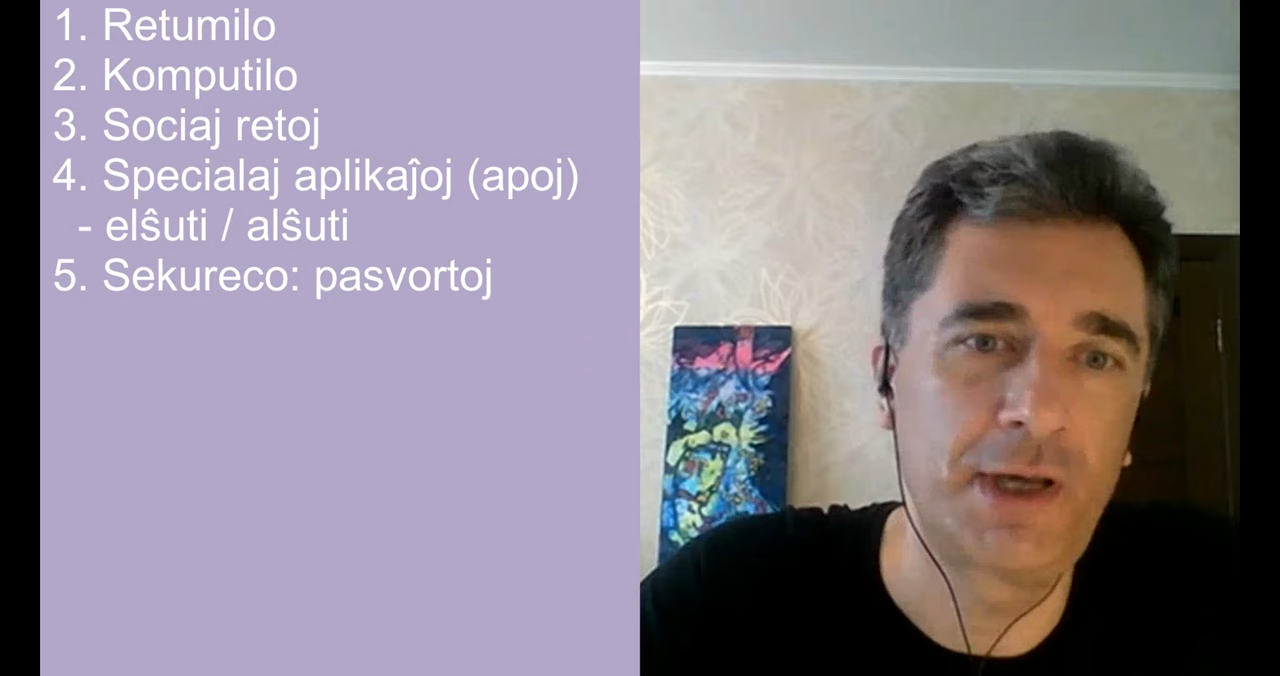 1. Retumilo
2. Komputilo
3. Sociaj retoj
4. Specialaj aplikaĵoj (apoj)
- elŝuti / alŝuti
5. Sekureco: pasvortoj